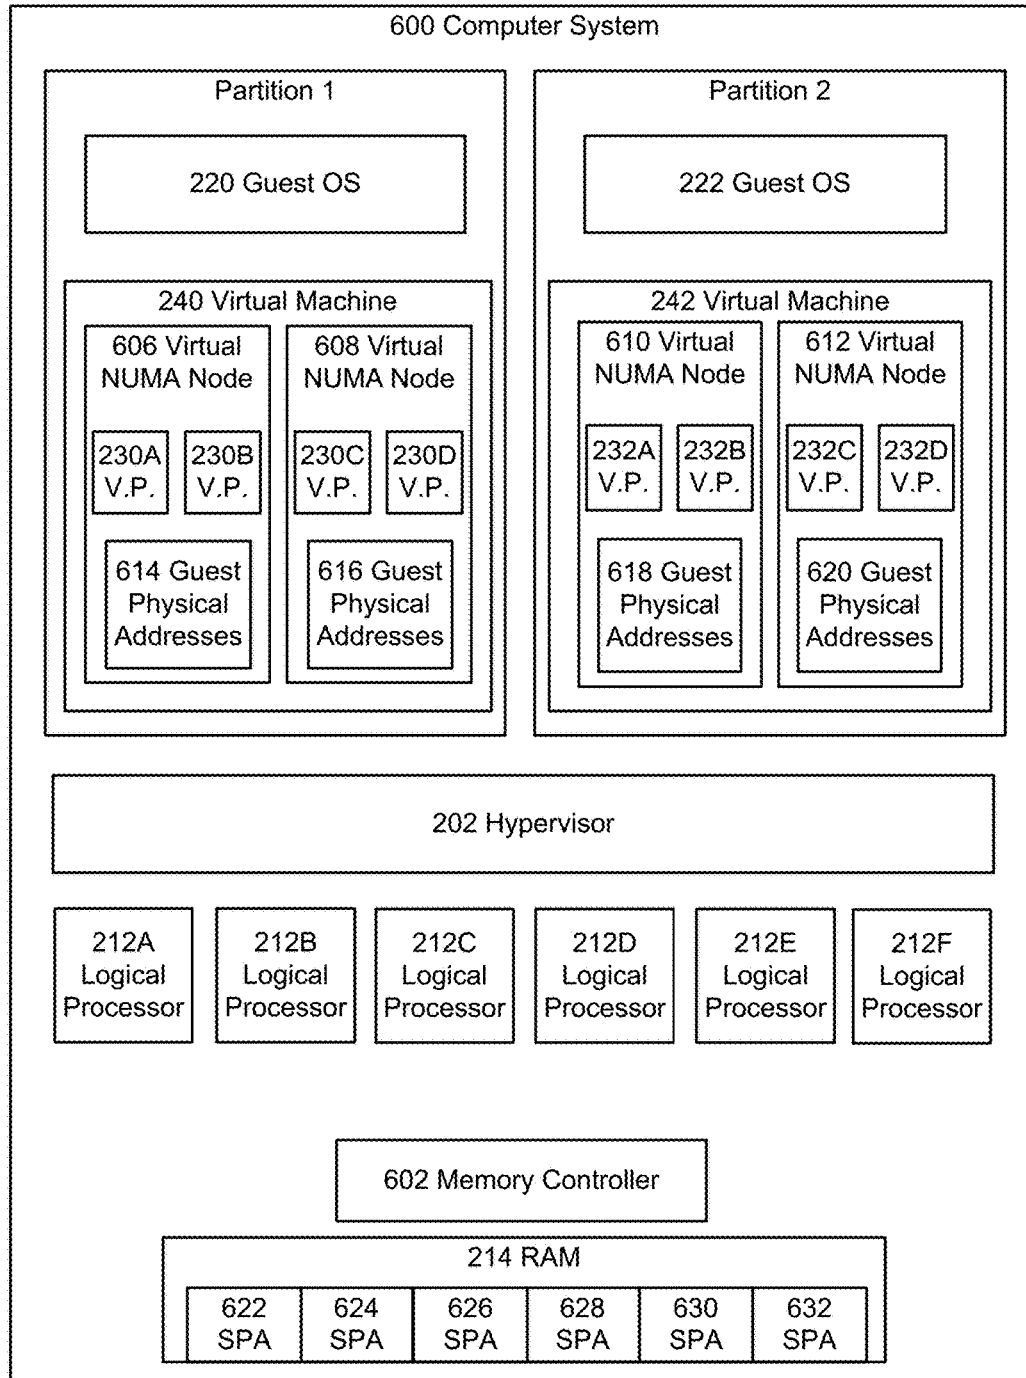 600 Computer System
Partition 1
220 Guest OS
240 Virtual Machine
606 Virtual
NUMA Node
230A
V.P.
230B
V.P.
614 Guest
Physical
Addresses
608 Virtual
NUMA Node
230C
V.P.
230D
V.P.
616 Guest
Physical
Addresses
Partition 2
222 Guest OS
242 Virtual Machine
610 Virtual
NUMA Node
232A
V.P.
232B
V.P.
618 Guest
Physical
Addresses
612 Virtual
NUMA Node
232C
V.P.
232D
V.P.
620 Guest
Physical
Addresses
202 Hypervisor
212A
Logical
Processor
212B
Logical
Processor
212C
Logical
Processor
212D
Logical
Processor
212E
Logical
Processor
212F
Logical
Processor
602 Memory Controller
214 RAM
622
SPA
624
SPA
626
SPA
628
SPA
630
SPA
632
SPA